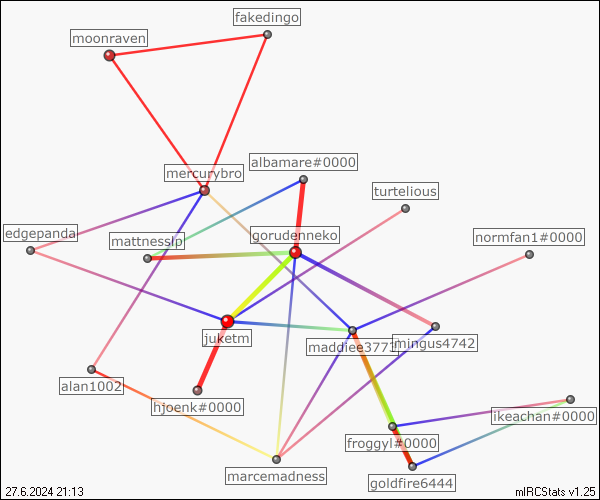 fakedingo
moonraven
albamare#0000
mercurybro
turtelious
edgepanda
mattnesslp
gorudenneko
normfan1#0000
juketm
maddiee3771
mingus4742
alan1002
hjoenk#0000
ikeachan#0000
froggyl#0000
marcemadness
goldfire6444
27.6.2024 21:13
mIRCStats v1.25